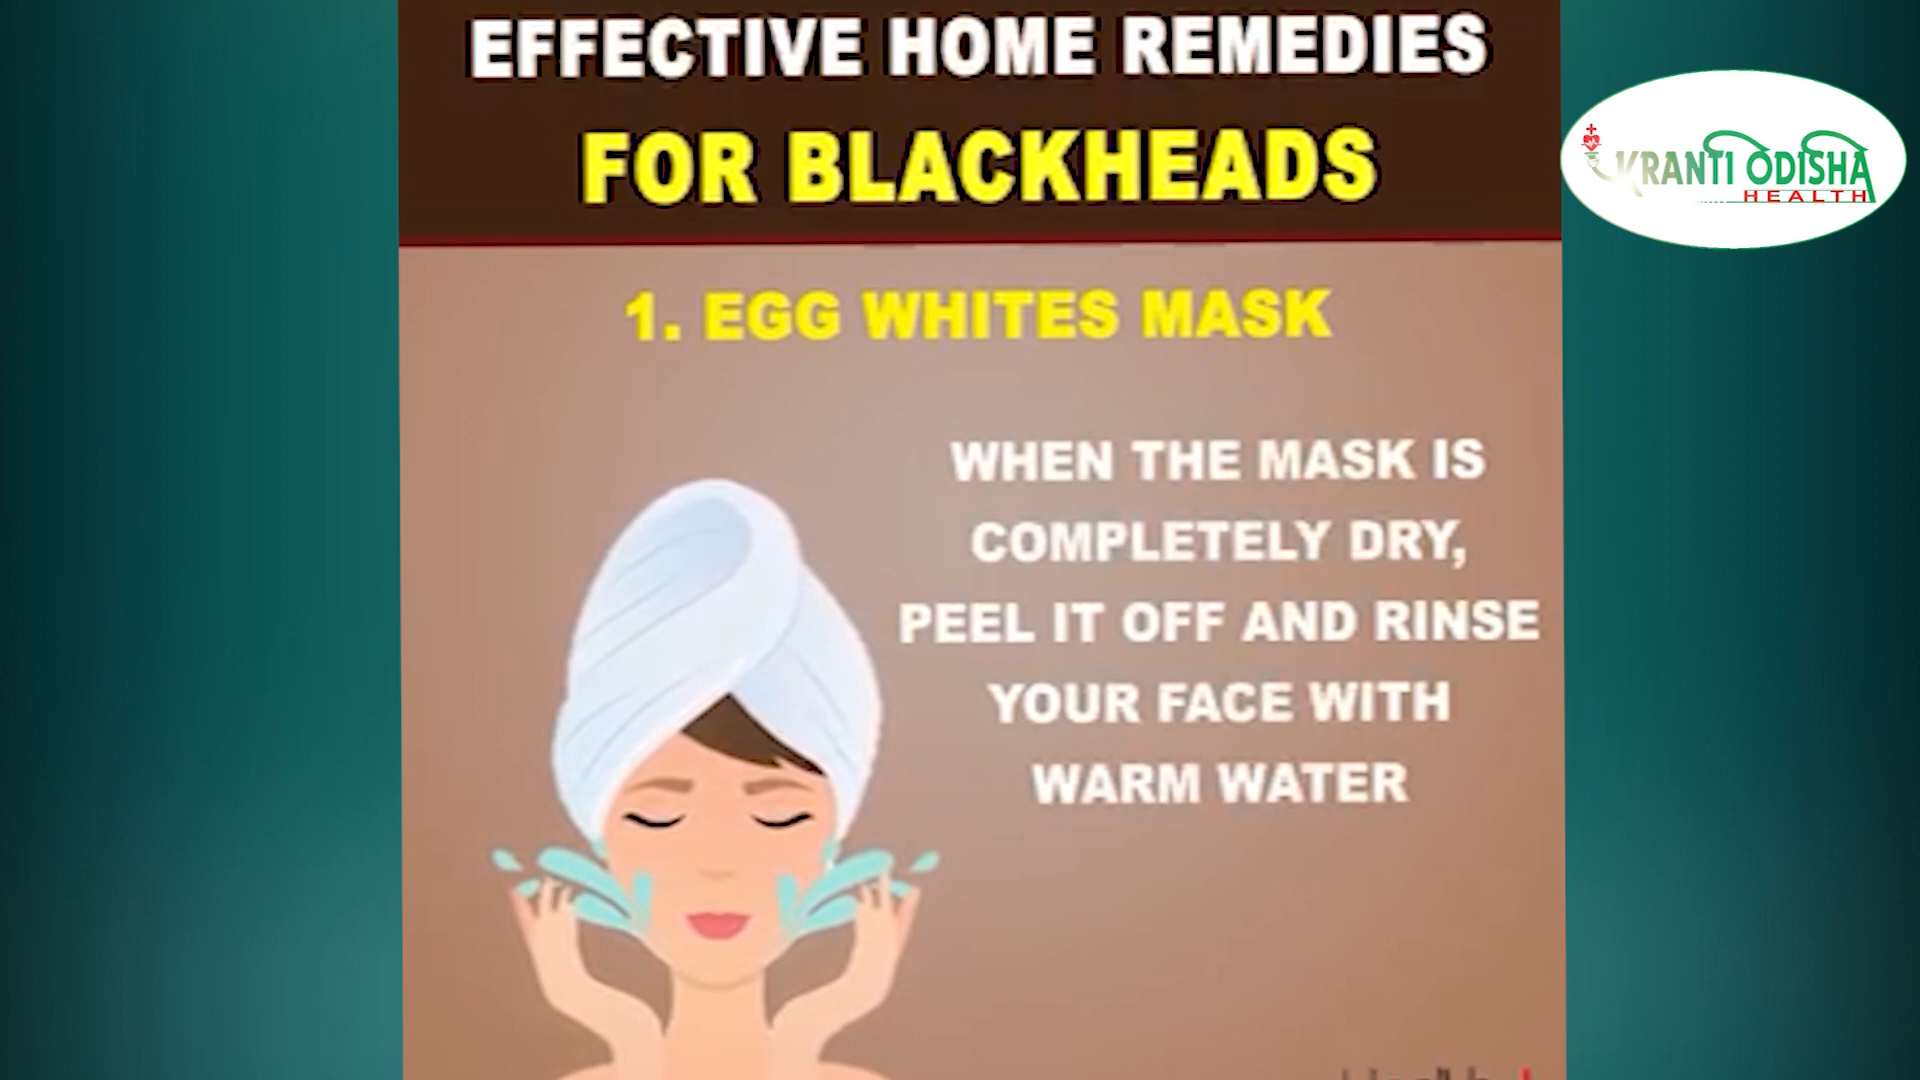 EFFECTIVE HOME REMEDIES
FOR BLACKHEADS
KRANTI ODISHA
HEALTH
1. EGG WHITES MASK
WHEN THE MASK IS
COMPLETELY DRY,
PEEL IT OFF AND RINSE
YOUR FACE WITH
WARM WATER